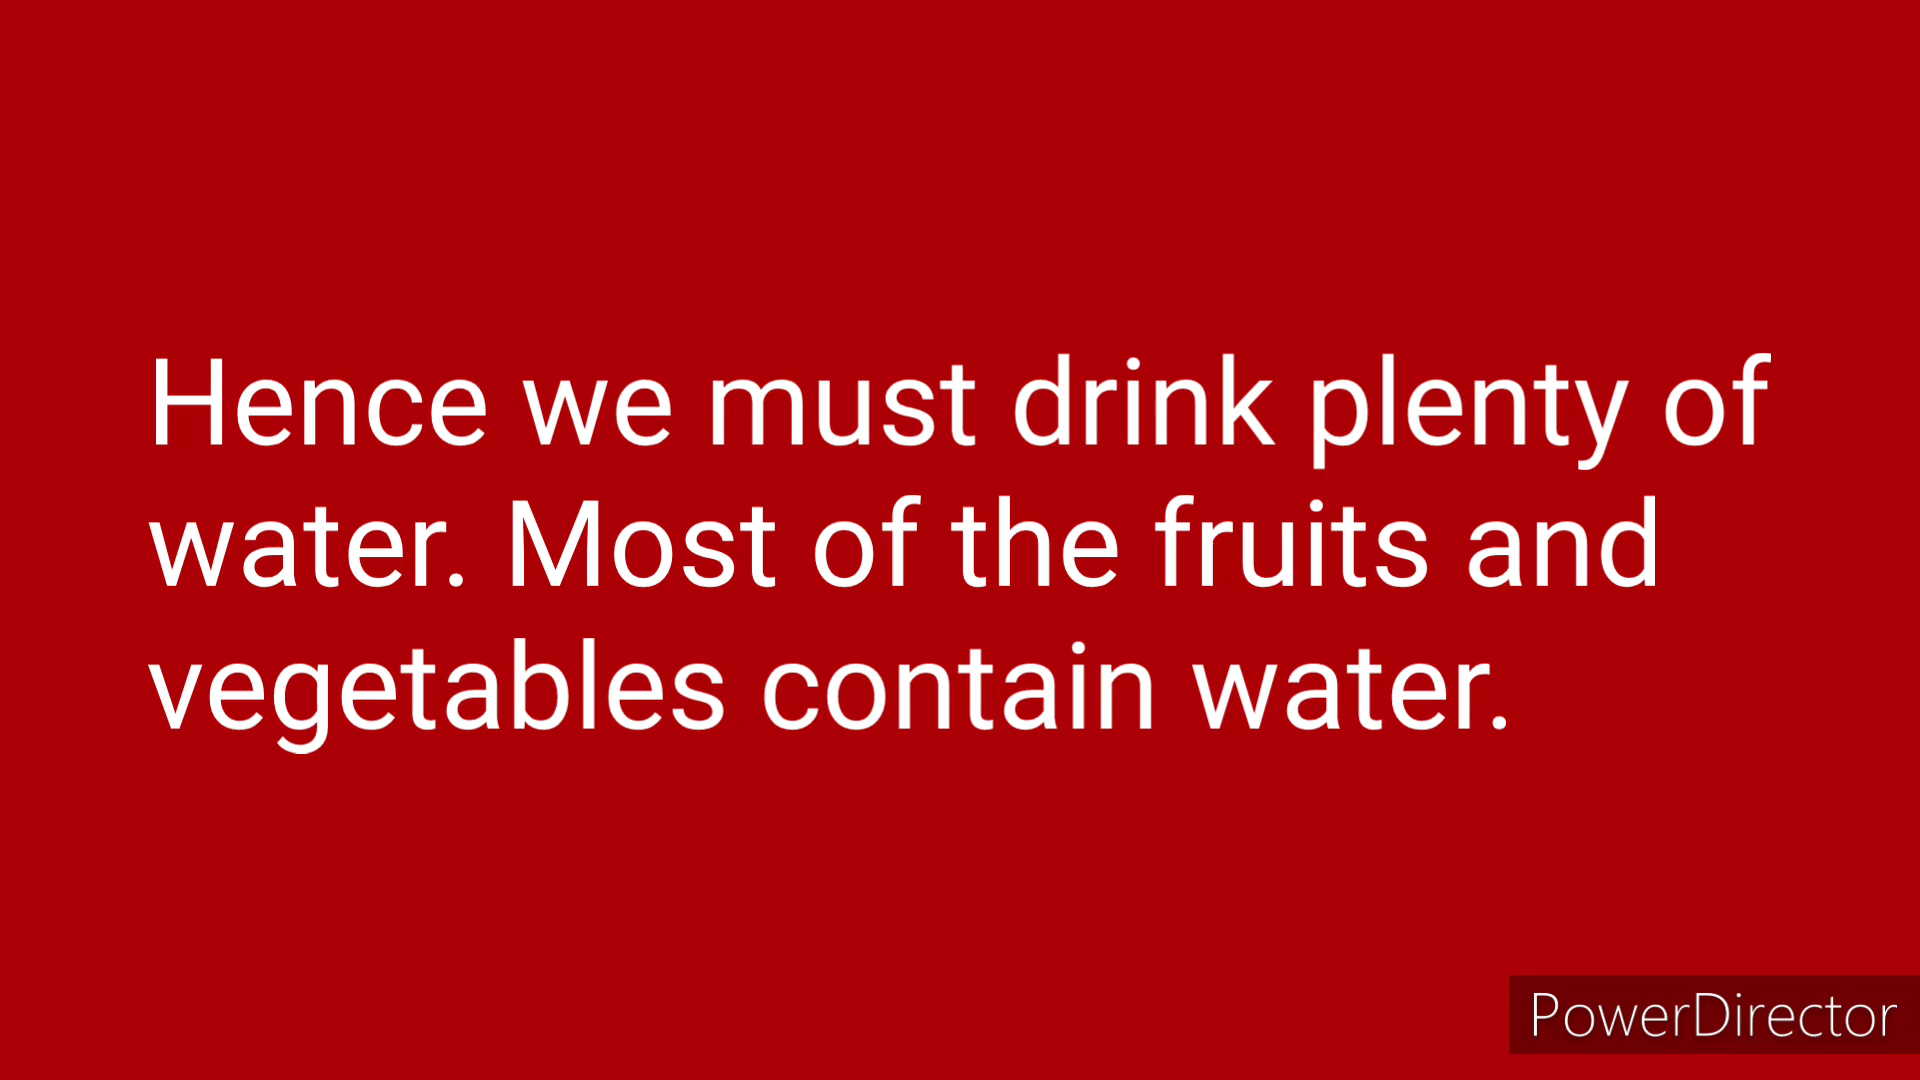 Hence we must drink plenty of
water. Most of the fruits and
vegetables contain water.
PowerDirector